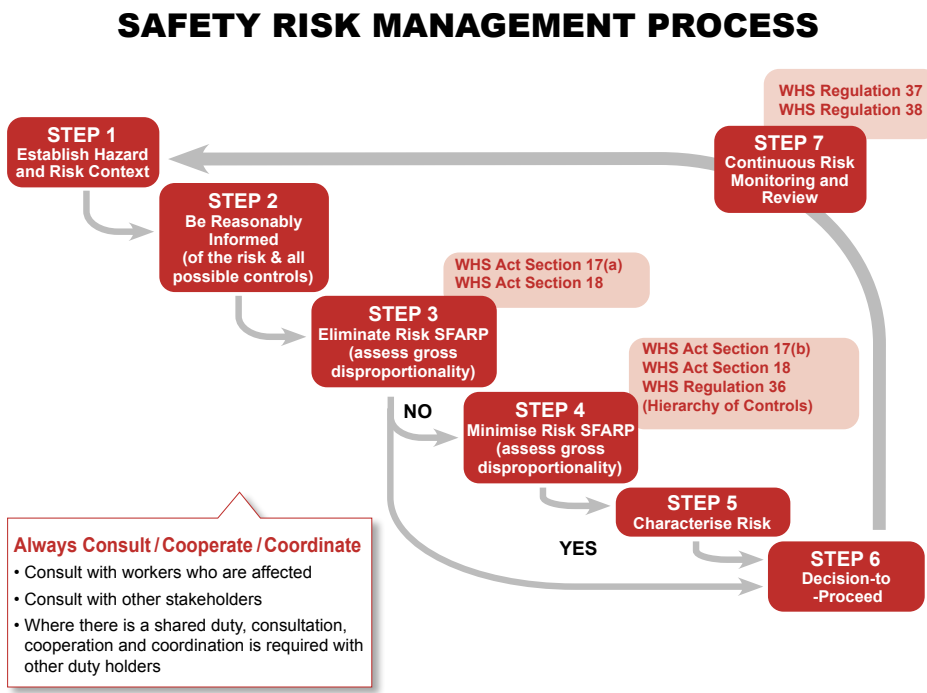 SAFETY RISK MANAGEMENT PROCESS
WHS Regulation 37
WHS Regulation 38
STEP 1
Establish Hazard
and Risk Context
STEP 7
Continuous Risk
Monitoring and
Review
STEP 2
Be Reasonably
Informed
(of the risk & all
possible controls)
WHS Act Section 17(a)
WHS Act Section 18
STEP 3
Eliminate Risk SFARP
(assess gross
disproportionality)
WHS Act Section 17(b)
WHS Act Section 18
WHS Regulation 36
(Hierarchy of Controls)
NO
STEP 4
Minimise Risk SFARP
(assess gross
disproportionality)
STEP 5
Characterise Risk
YES
STEP 6
Decision-to
-Proceed
Always Consult / Cooperate / Coordinate
• Consult with workers who are affected
• Consult with other stakeholders
• Where there is a shared duty, consultation,
cooperation and coordination is required with
other duty holders